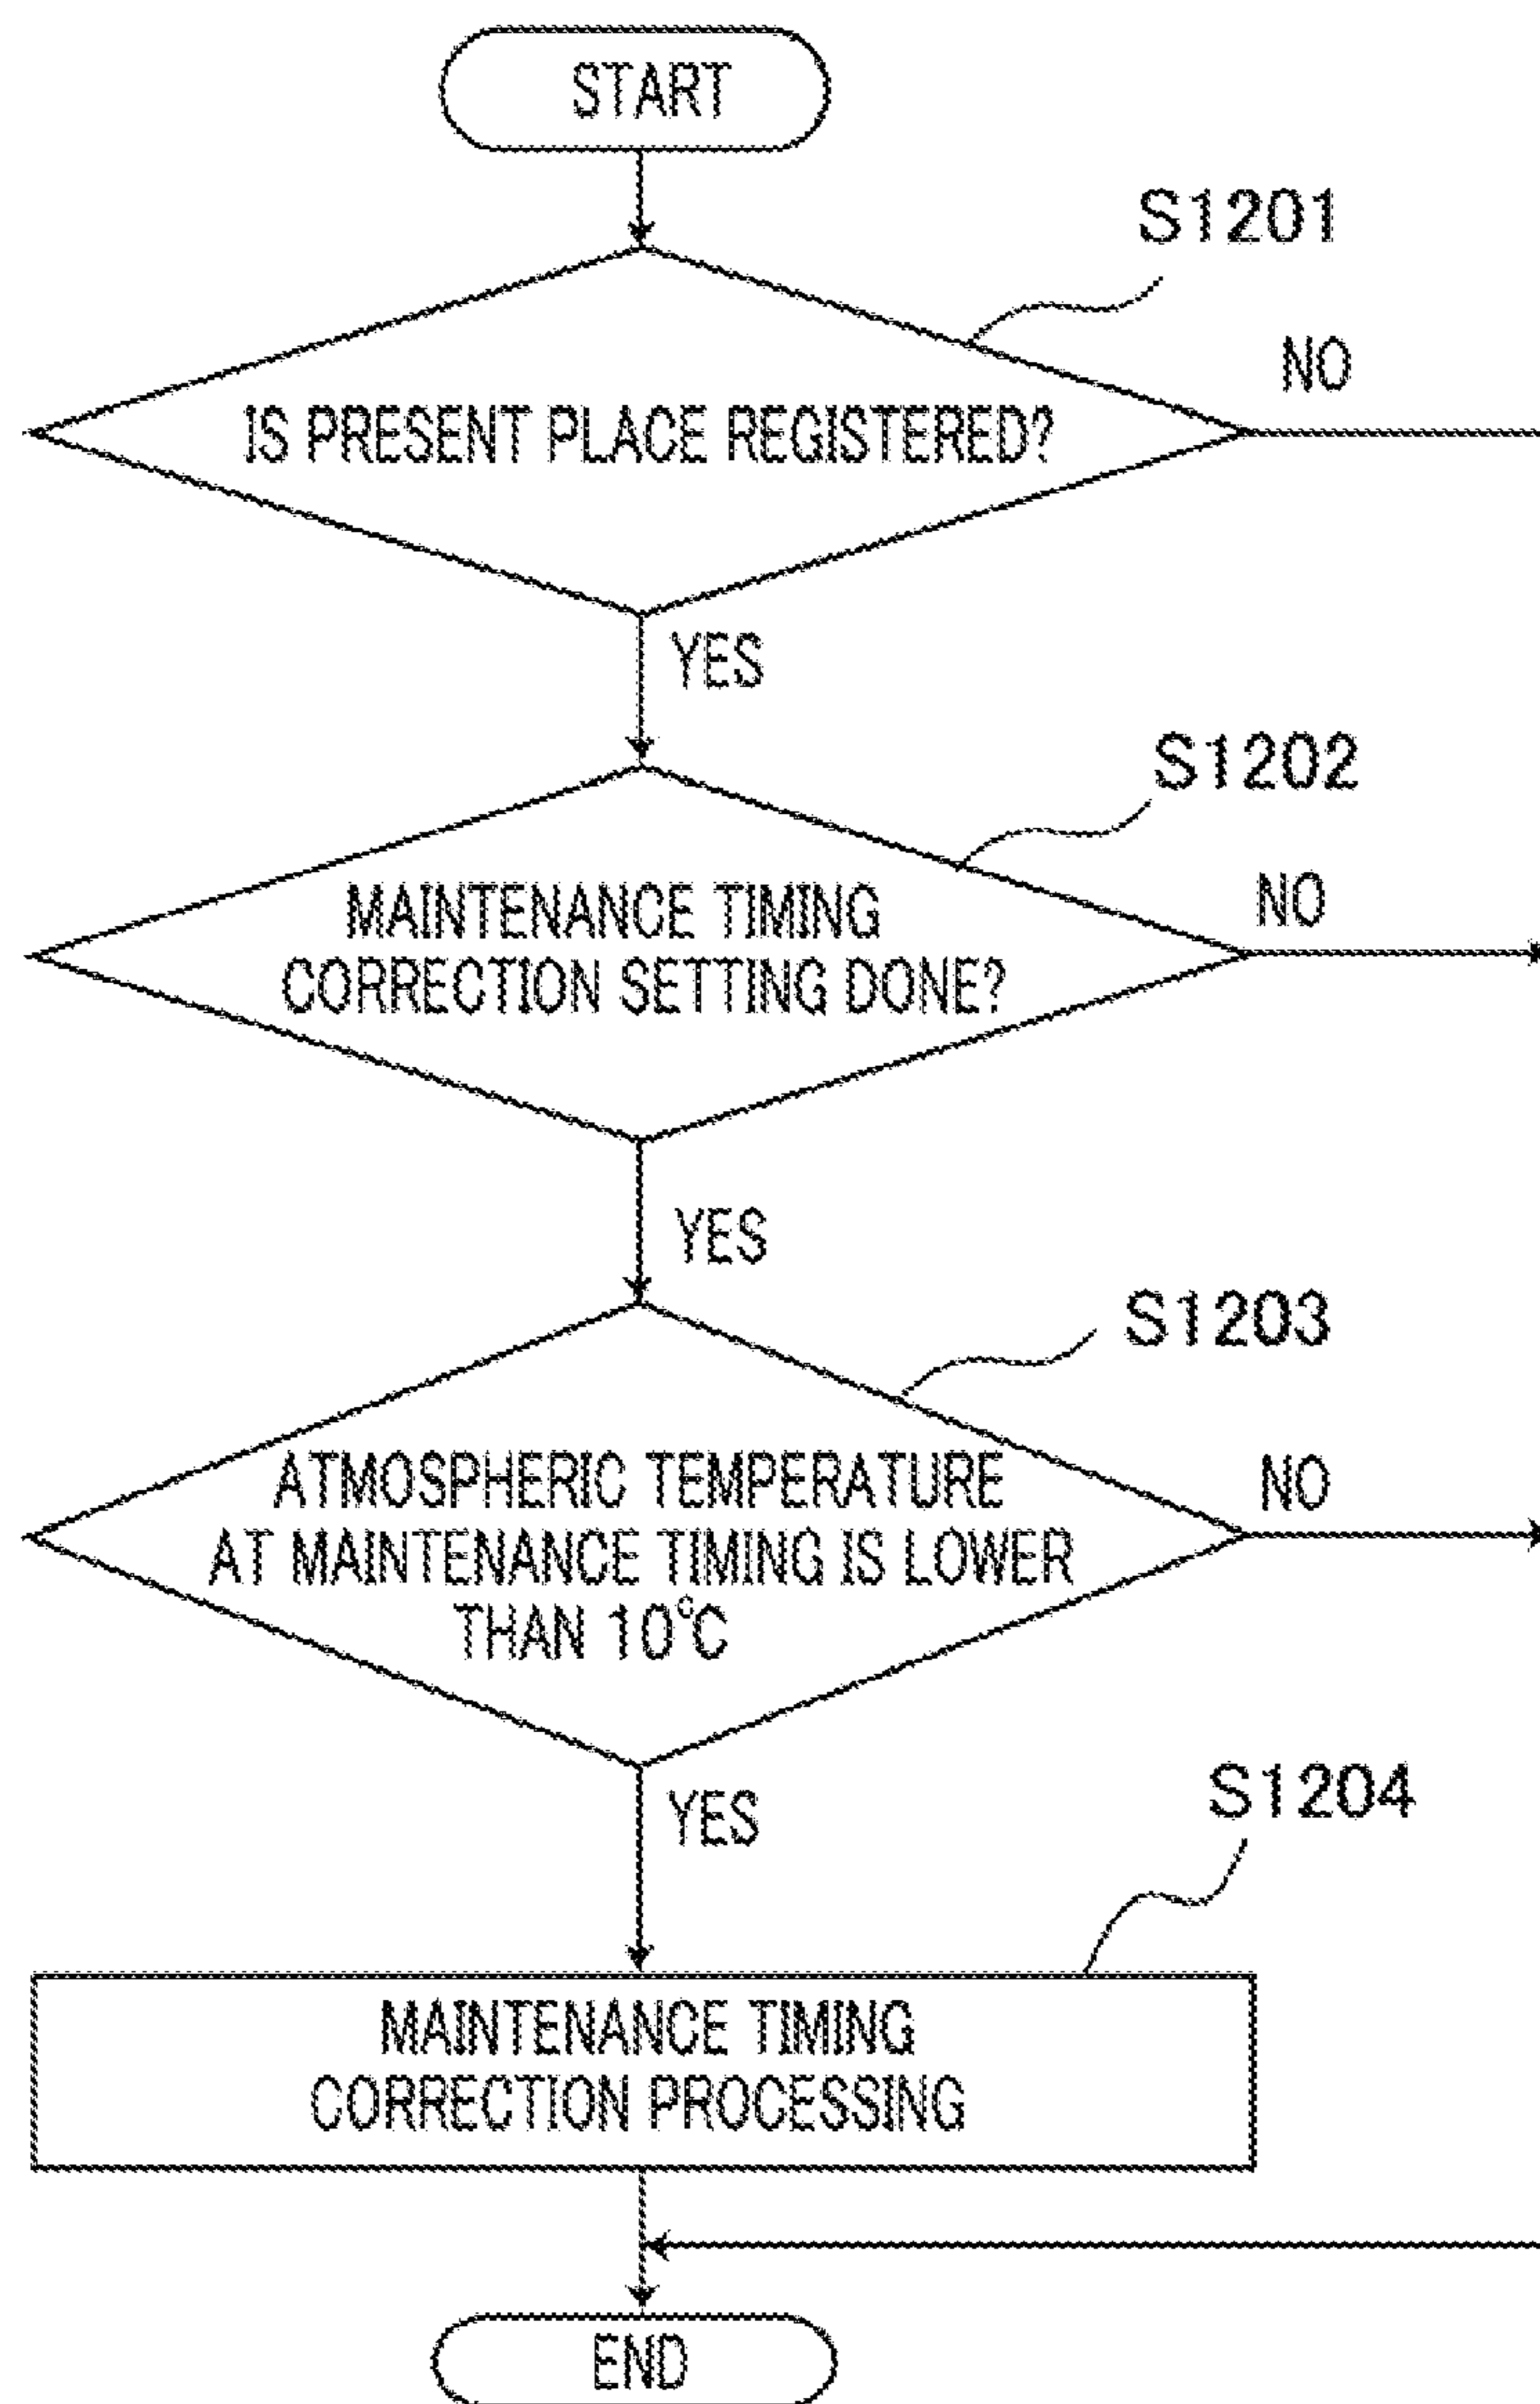 START
S1201
NO
IS PRESENT PLACE REGISTERED?
YES
S1202
NO
MAINTENANCE TIMING
CORRECTION SETTING DONE?
YES
S1203
NO
ATMOSPHERIC TEMPERATURE
AT MAINTENANCE TIMING IS LOWER
THAN 10°C
YES
S1204
MAINTENANCE TIMING
CORRECTION PROCESSING
END